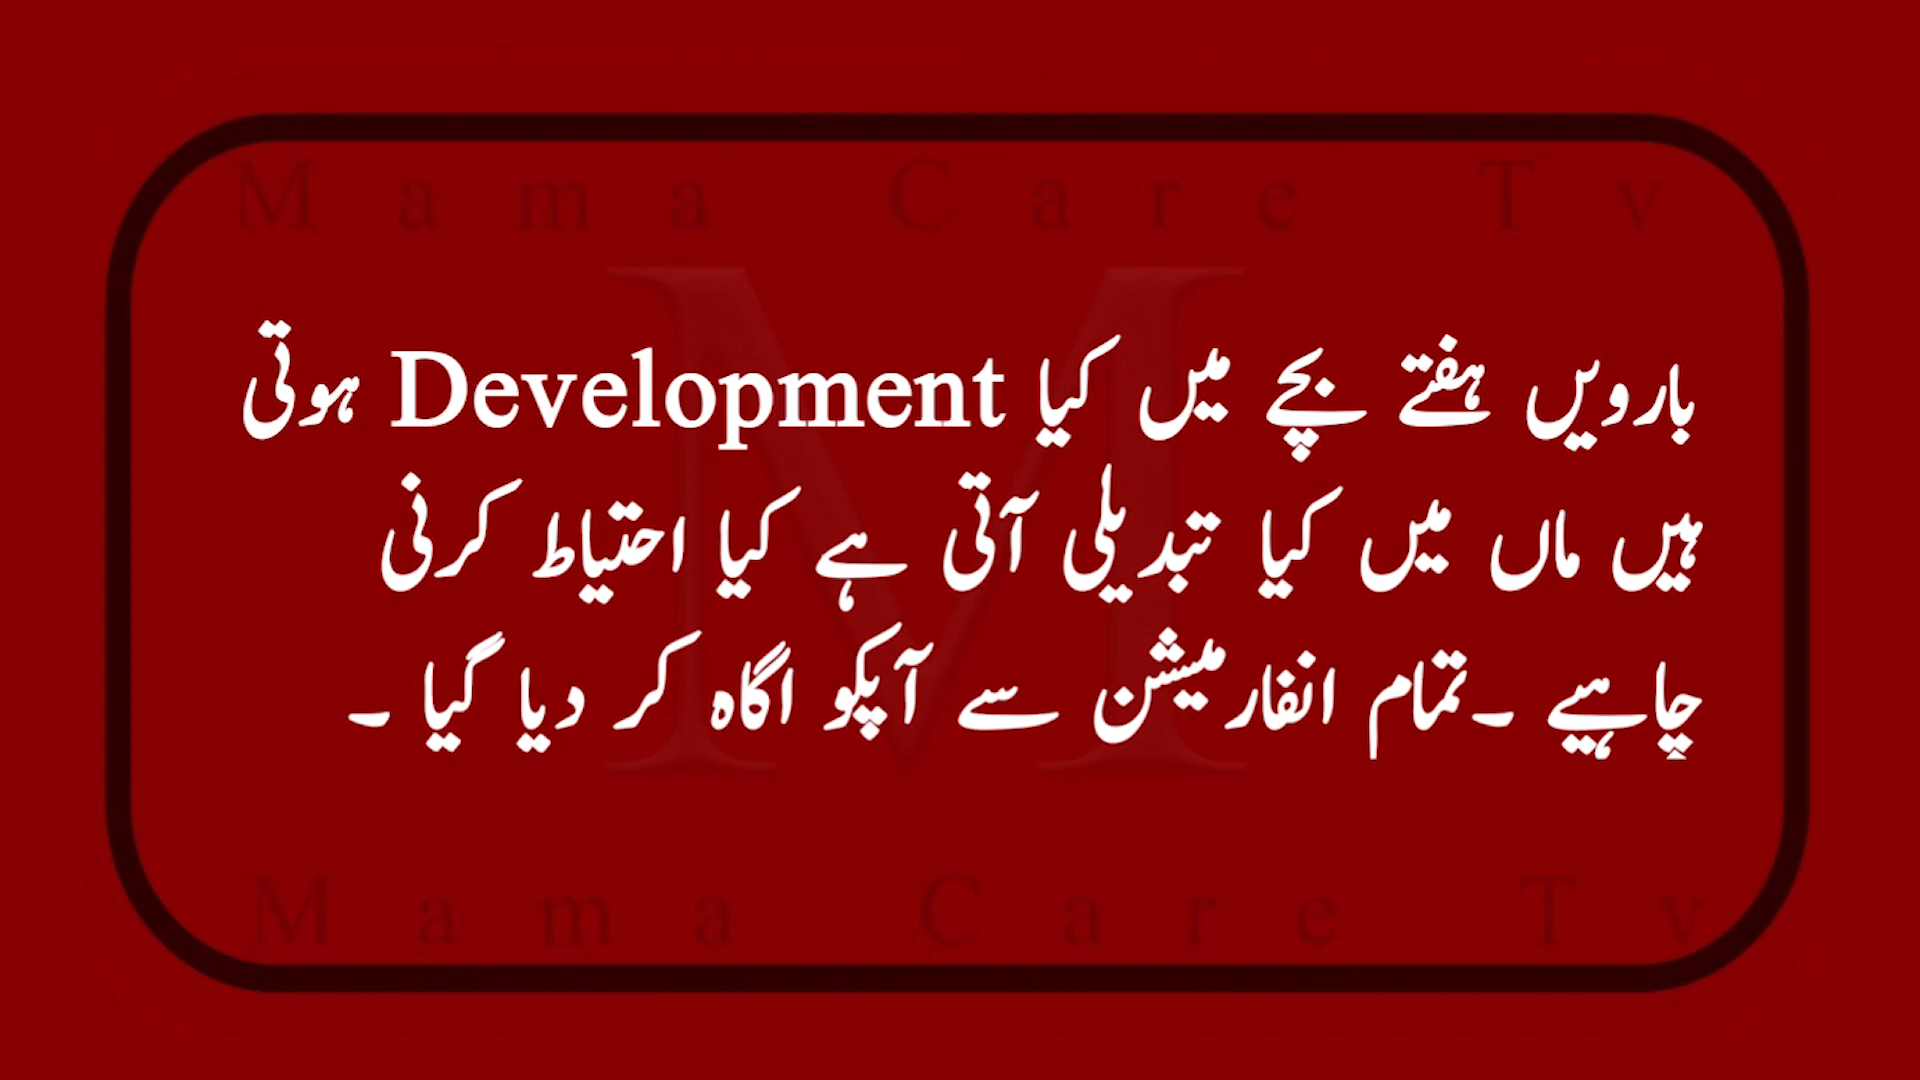 Mama Care Tv
بارویں ہفتے بچے میں کیا Development ہوتی
ہیں ماں میں کیا تبدیلی آتی ہے کیا احتیاط کرنی
چاہیے ۔تمام انفارمیشن سے آپکو اگاہ کر دیا گیا ۔
M
Mama Care Tv